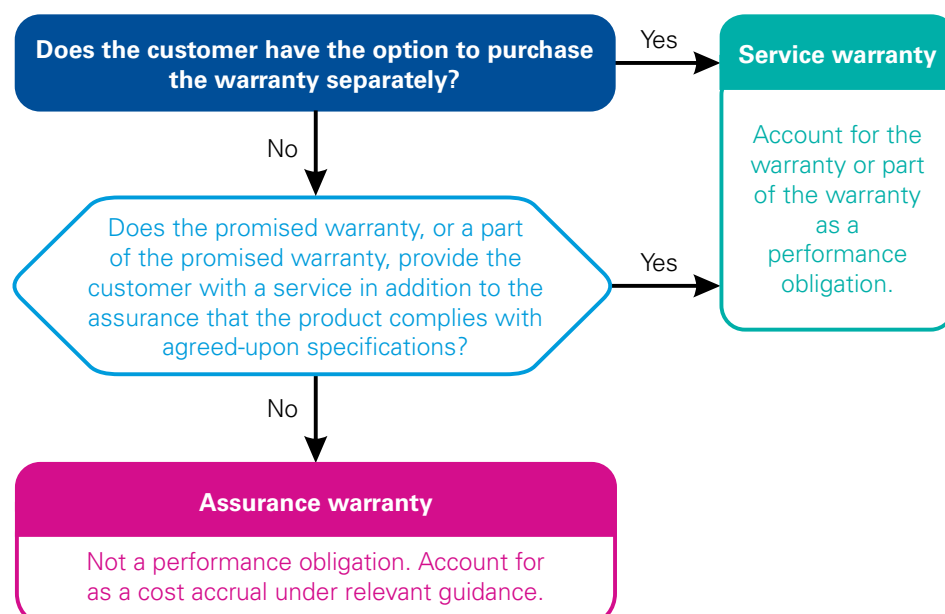 Does the customer have the option to purchase
the warranty separately?
Yes
Service warranty
Account for the
warranty or part
of the warranty
as a
performance
obligation.
No
Does the promised warranty, or a part
of the promised warranty, provide the
customer with a service in addition to the
assurance that the product complies with
agreed-upon specifications?
Yes
No
Assurance warranty
Not a performance obligation. Account for
as a cost accrual under relevant guidance.